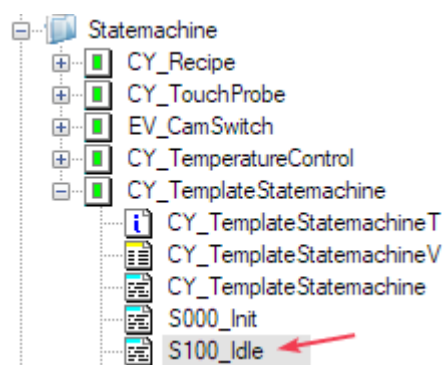 Statemachine
CY_Recipe
CY_TouchProbe
EV_CamSwitch
CY_TemperatureControl
CY_TemplateStatemachine
CY_TemplateStatemachineT
CY_TemplateStatemachineV
CY_TemplateStatemachine
S000_Init
S100_Idle